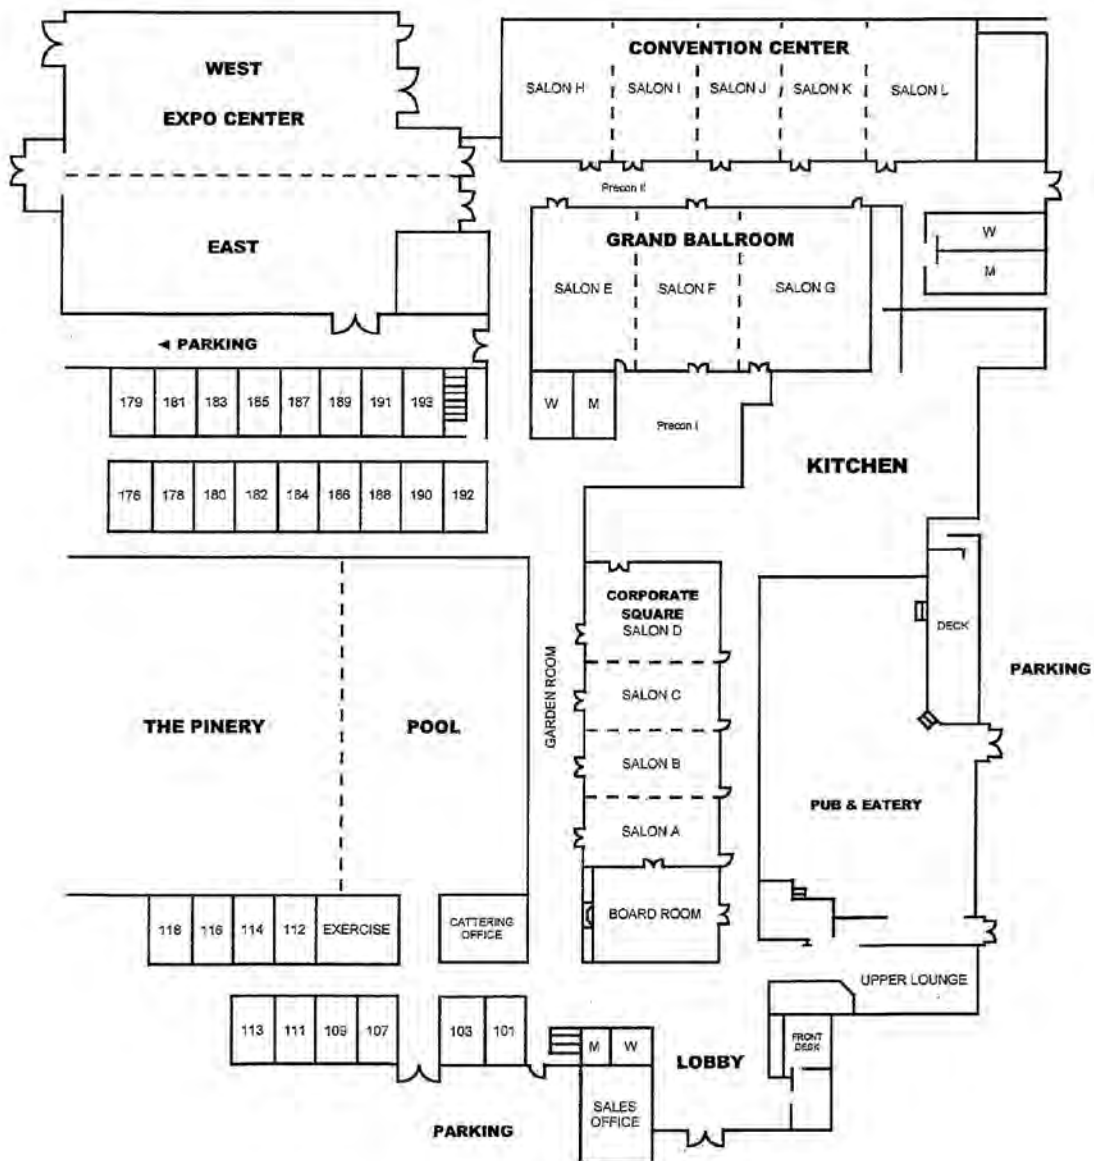 WEST
EXPO CENTER
EAST
CONVENTION CENTER
SALON H SALON I SALON J SALON K SALON L
Precon II
GRAND BALLROOM
SALON E SALON F SALON G
W
M
◄ PARKING
179 181 183 185 187 189 191 193
W M
Precon I
KITCHEN
176 178 180 182 184 186 188 190 192
CORPORATE
SQUARE
SALON D
DECK
PARKING
GARDEN ROOM
SALON C
THE PINERY
POOL
SALON B
PUB & EATERY
SALON A
118 116 114 112 EXERCISE
CATTERING
OFFICE
BOARD ROOM
UPPER LOUNGE
113 111 109 107 103 101
M W
LOBBY
FRONT
DESK
SALES
OFFICE
PARKING